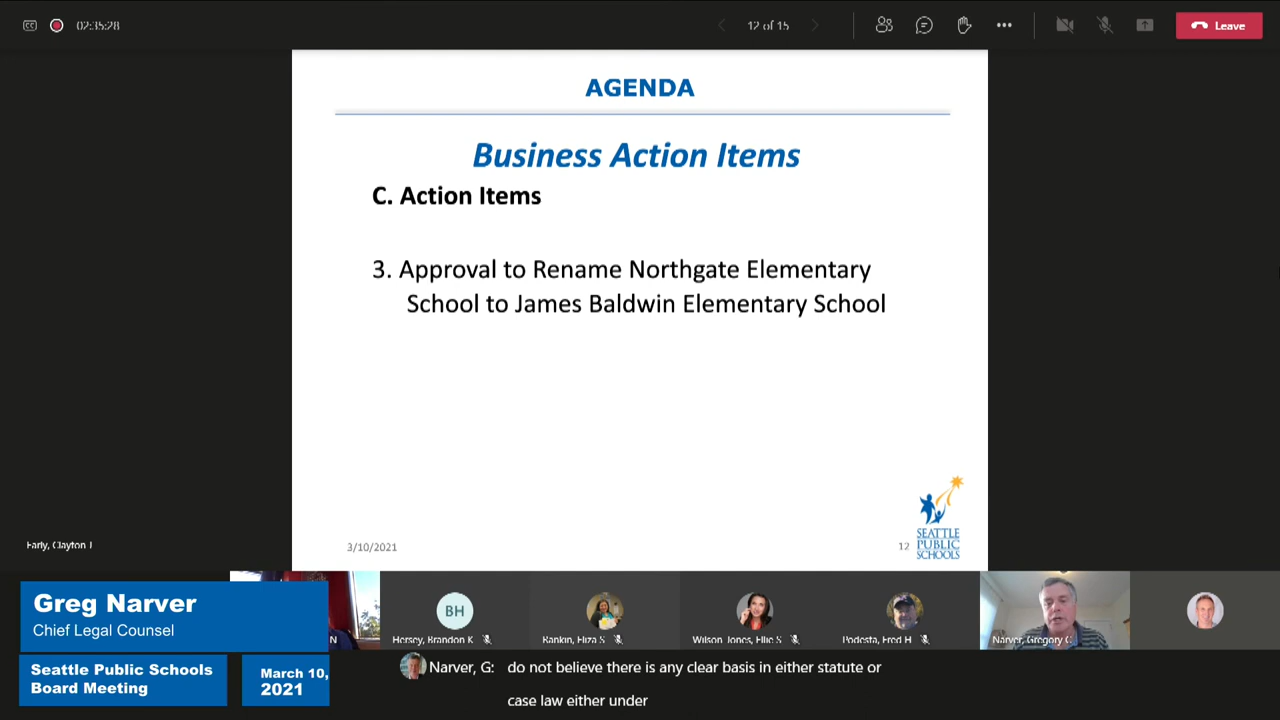 02:35:28
12 of 15
Leave
AGENDA
Business Action Items
C. Action Items
3. Approval to Rename Northgate Elementary
School to James Baldwin Elementary School
SEATTLE
PUBLIC
SCHOOLS
3/10/2021
12
Early, Clayton J
Greg Narver
Chief Legal Counsel
Seattle Public Schools
Board Meeting
March 10,
2021
N
BH
Hersey, Brandon K
Rankin, Eliza S
Wilson Jones, Ellie S
Podesta, Fred H
Narver, Gregory C
Narver, G: do not believe there is any clear basis in either statute or
case law either under